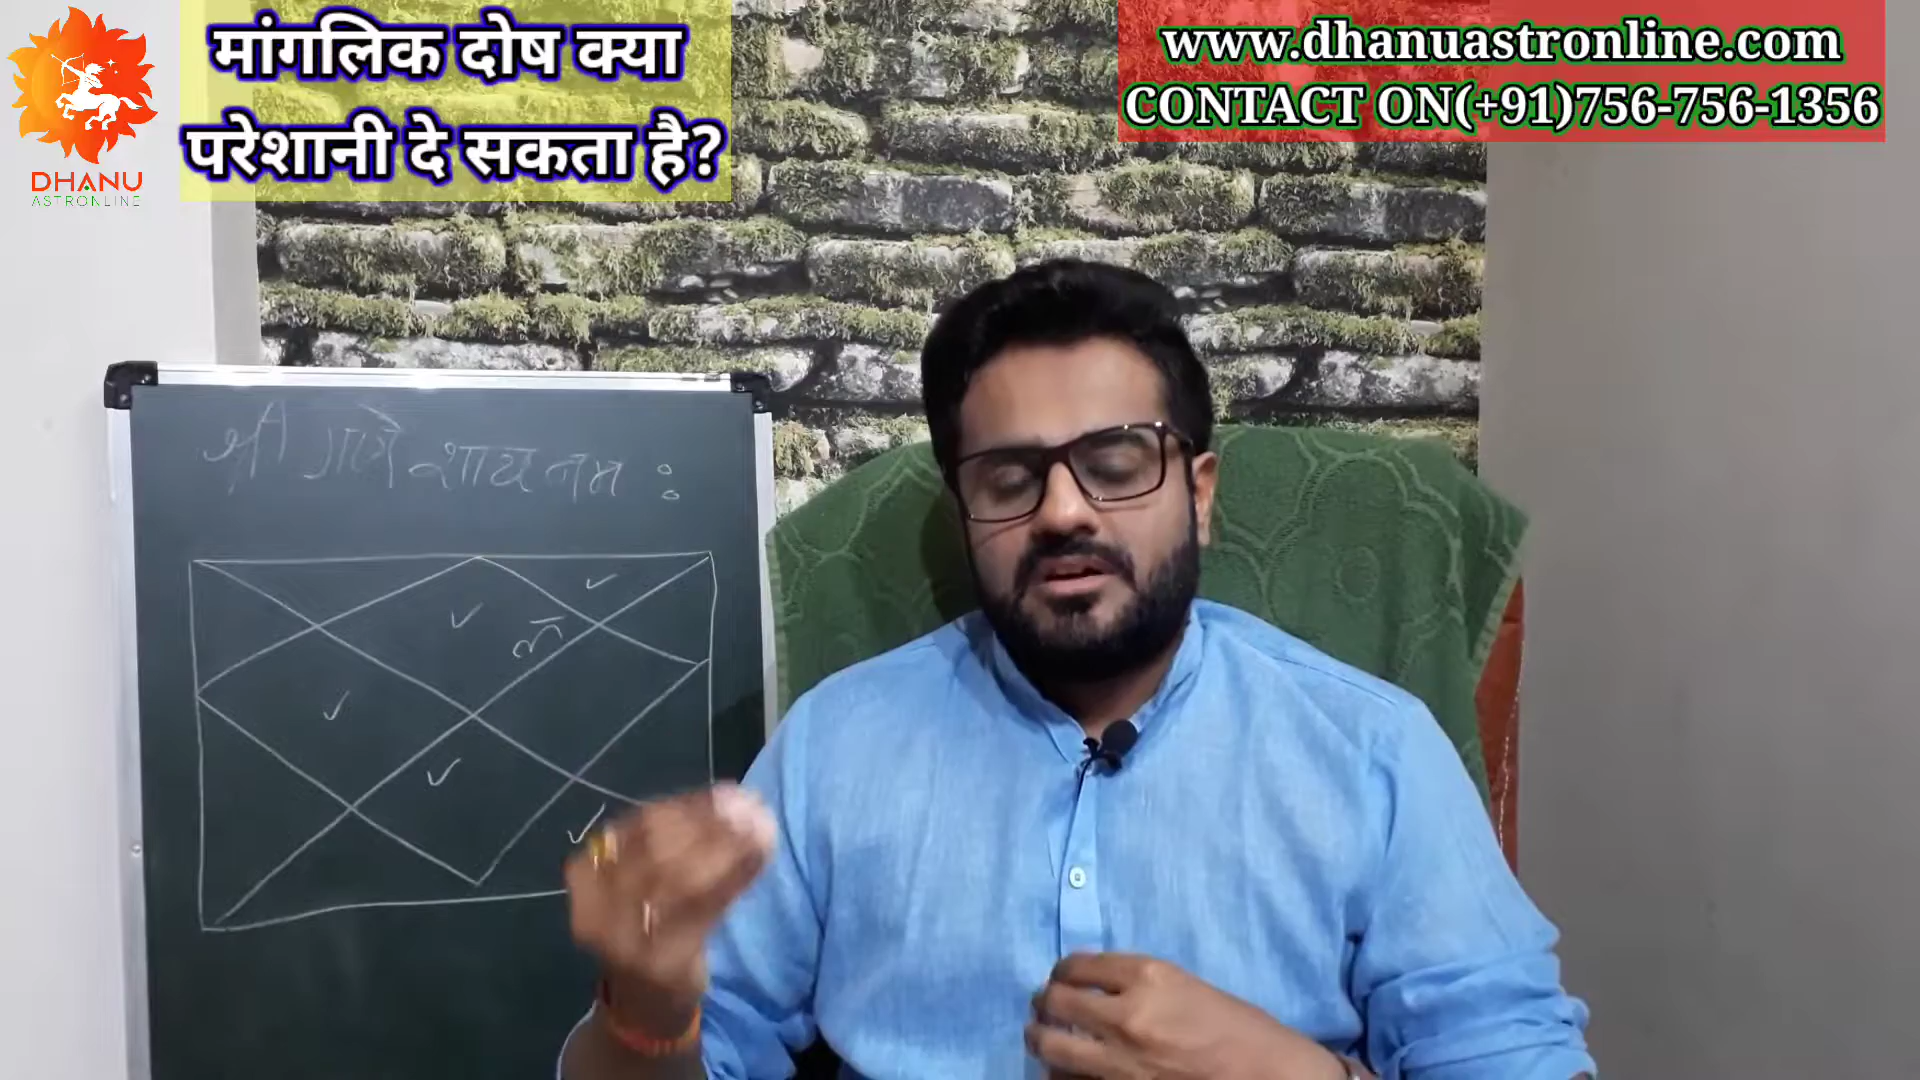 मांगलिक दोष क्या
परेशानी दे सकता है?
www.dhanuastronline.com
CONTACT ON(+91)756-756-1356
DHANU
ASTRONLINE
श्री गणेशाय नमः